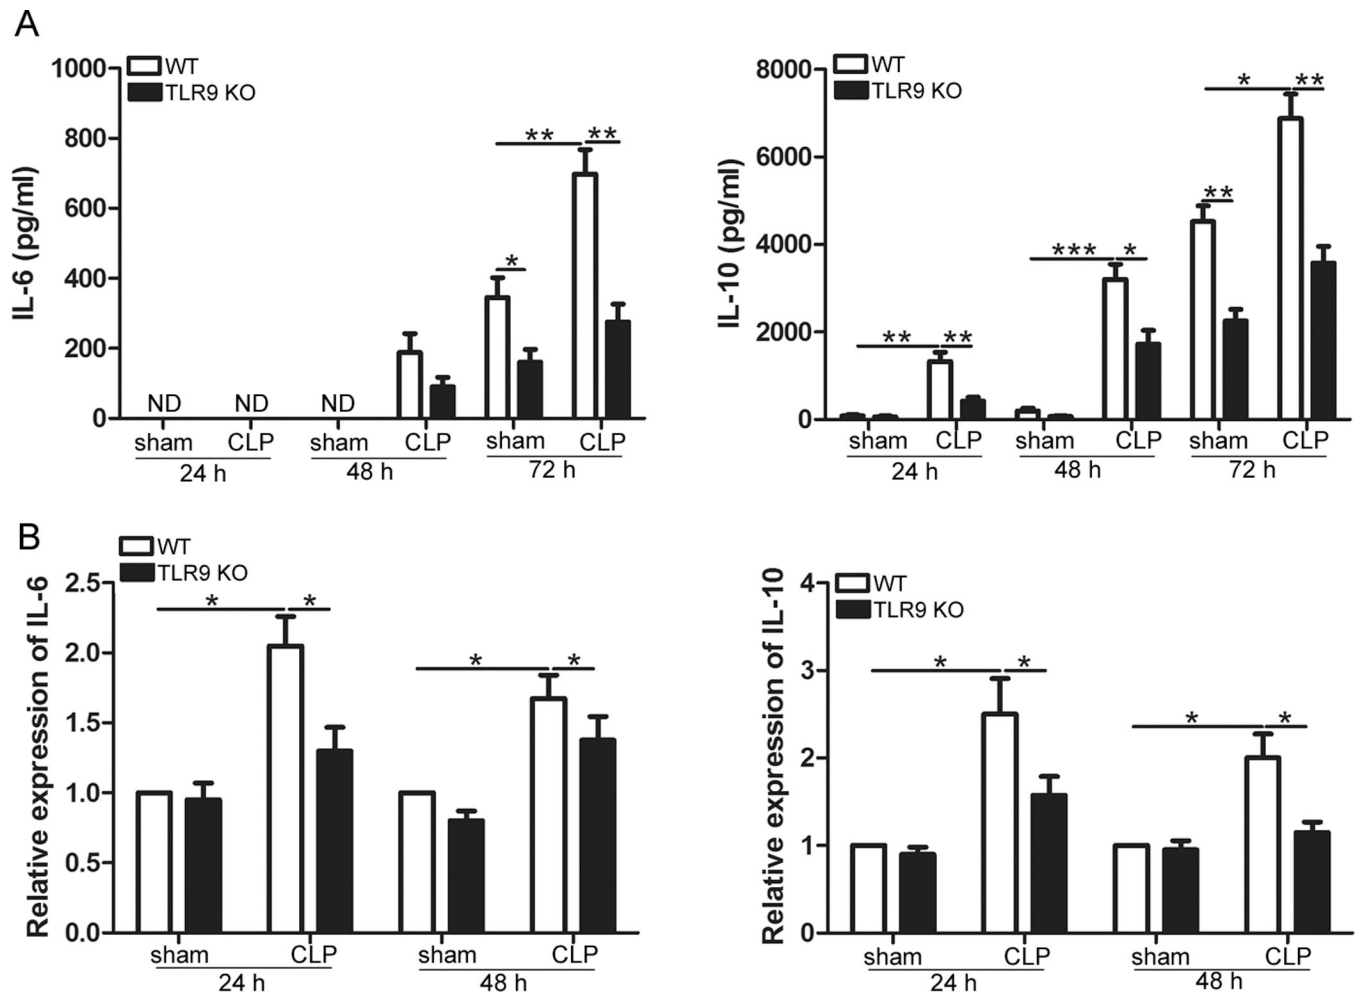 A
WT
TLR9 KO
IL-6 (pg/ml)
1000
800
600
400
200
0
** **
*
ND ND ND
sham CLP sham CLP sham CLP
24 h 48 h 72 h
WT
TLR9 KO
IL-10 (pg/ml)
8000
6000
4000
2000
0
* **
**
*** *
** **
sham CLP sham CLP sham CLP
24 h 48 h 72 h
B
WT
TLR9 KO
Relative expression of IL-6
2.5
2.0
1.5
1.0
0.5
0.0
* *
* *
sham CLP sham CLP
24 h 48 h
WT
TLR9 KO
Relative expression of IL-10
4
3
2
1
0
* *
* *
sham CLP sham CLP
24 h 48 h